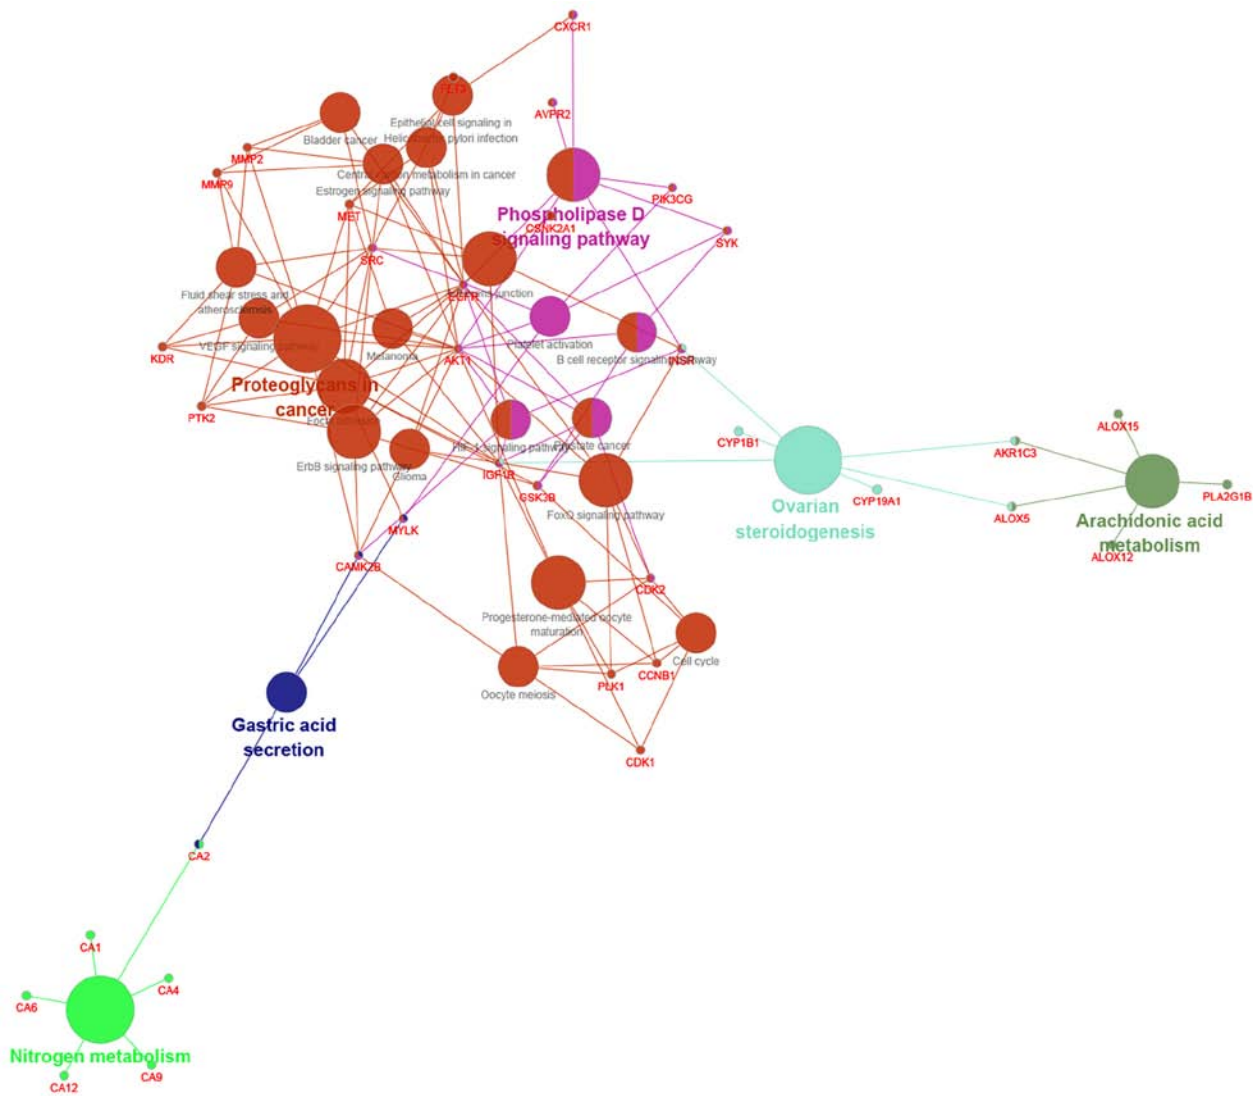 CXCR1
FLT3
AVPR2
Epithelial cell signaling in
Helicobacter pylori infection
Bladder cancer
MMP2
Central carbon metabolism in cancer
MMP9
Estrogen signaling pathway
PIK3CG
MET
Phospholipase D
signaling pathway
CSNK2A1
SYK
SRC
Fluid shear stress and
atherosclerosis
EGFR
junction
VEGF signaling pathway
Platelet activation
KDR
Melanoma
AKT1
B cell receptor signaling pathway
INSR
Proteoglycans in
cancer
PTK2
CYP1B1
ALOX15
HIF-1 signaling pathway
Prostate cancer
AKR1C3
ErbB signaling pathway
Glioma
IGF1R
GSK3B
CYP19A1
PLA2G1B
Ovarian
steroidogenesis
FoxO signaling pathway
ALOX5
Arachidonic acid
metabolism
MYLK
ALOX12
CAMK2B
CDK2
Progesterone-mediated oocyte
maturation
Cell cycle
CCNB1
PLK1
Oocyte meiosis
Gastric acid
secretion
CDK1
CA2
CA1
CA4
CA6
Nitrogen metabolism
CA9
CA12